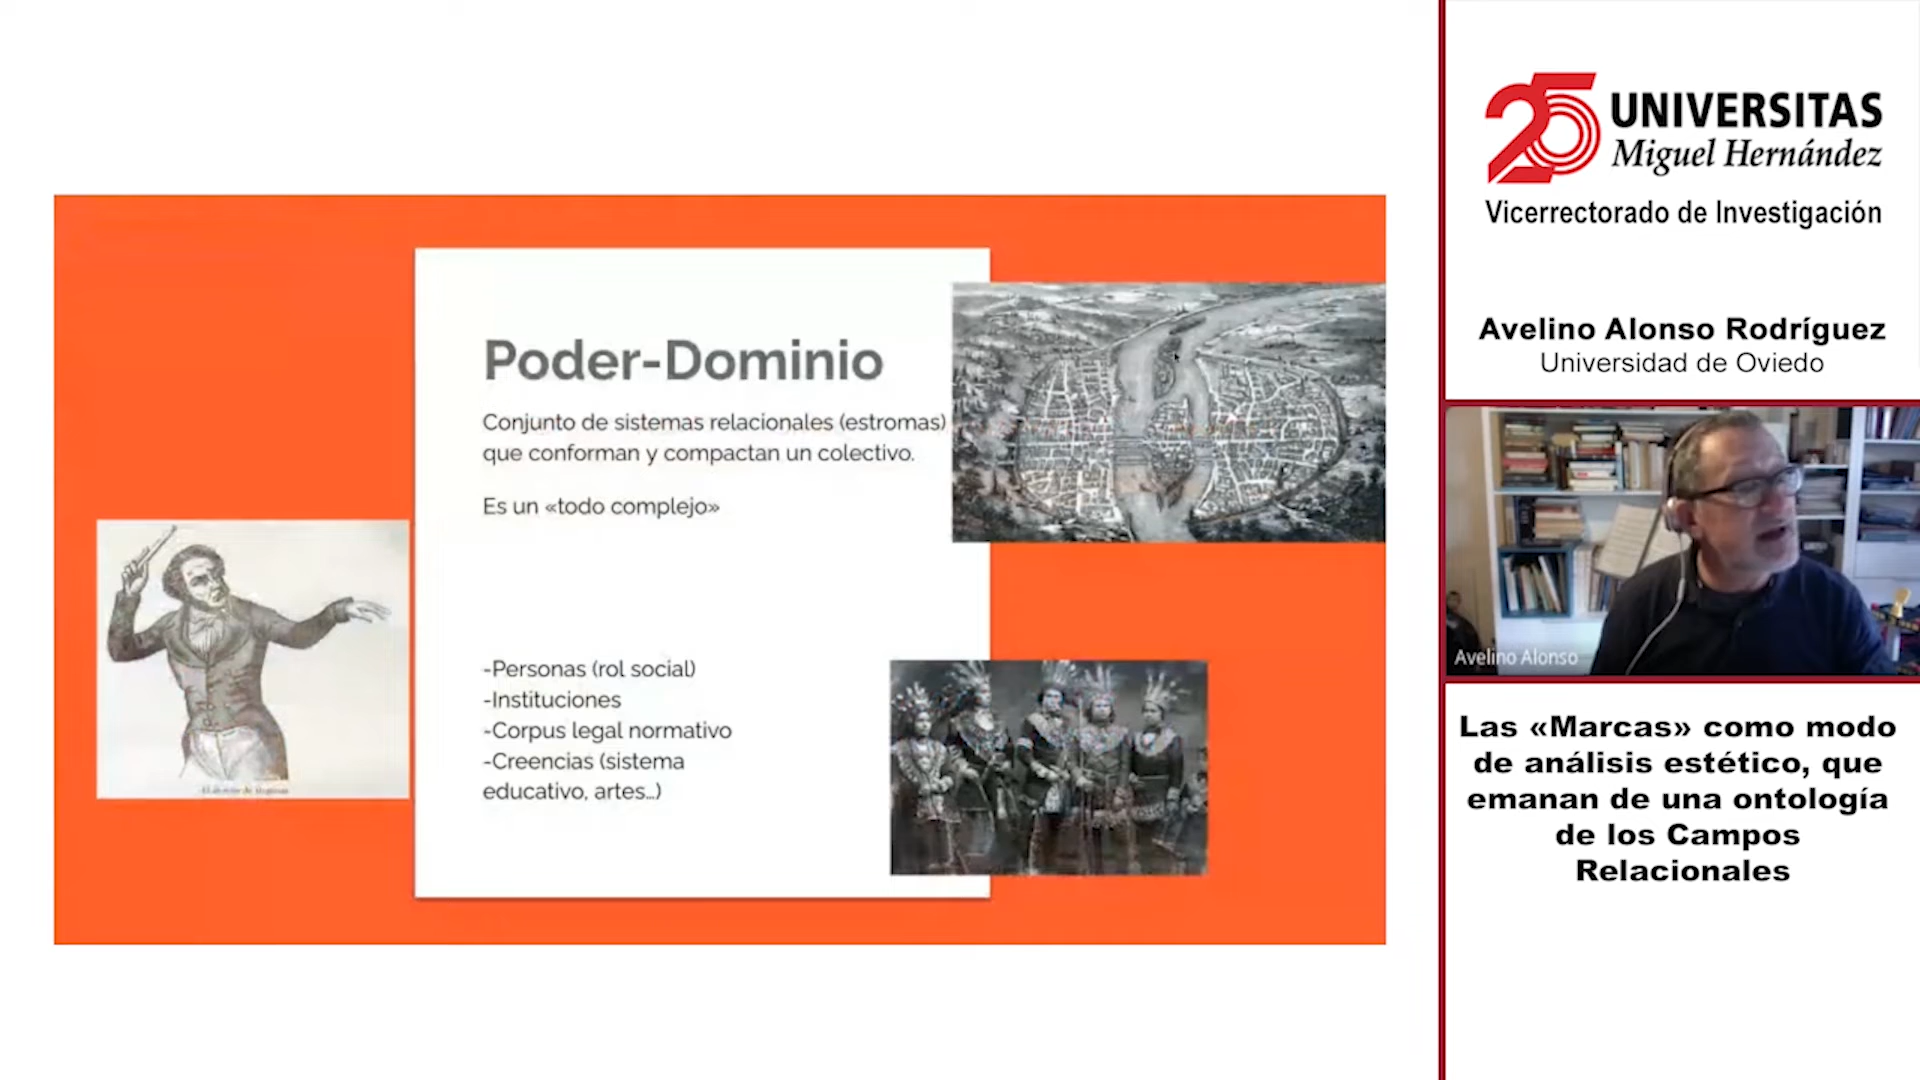 Poder-Dominio
Conjunto de sistemas relacionales (estromas)
que conforman y compactan un colectivo.
Es un «todo complejo»
-Personas (rol social)
-Instituciones
-Corpus legal normativo
-Creencias (sistema
educativo, artes...)
25 UNIVERSITAS
Miguel Hernández
Vicerrectorado de Investigación
Avelino Alonso Rodríguez
Universidad de Oviedo
Avelino Alonso
Las «Marcas» como modo
de análisis estético, que
emanan de una ontología
de los Campos
Relacionales